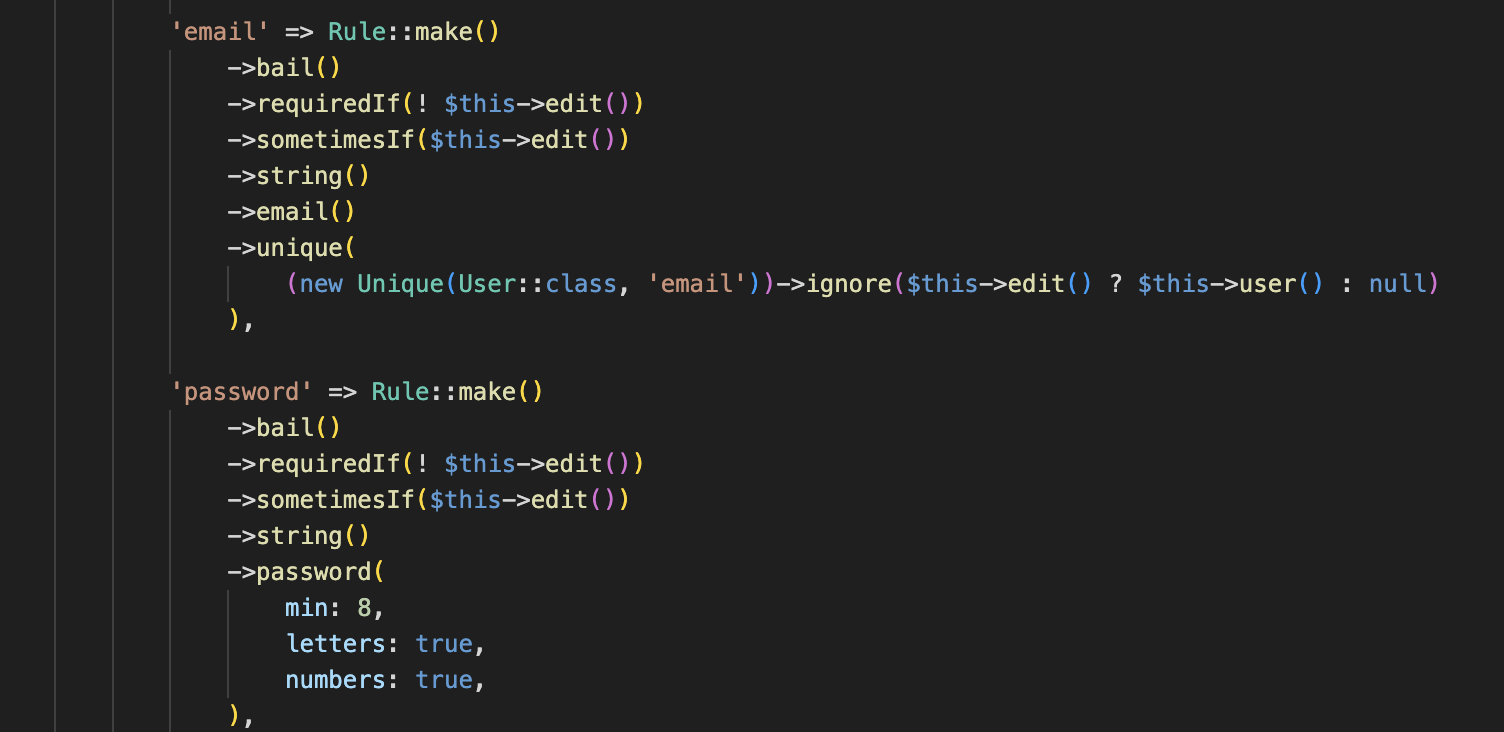 'email' => Rule::make()
->bail()
->requiredIf(! $this->edit())
->sometimesIf($this->edit())
->string()
->email()
->unique(
(new Unique(User::class, 'email'))->ignore($this->edit() ? $this->user() : null)
),
'password' => Rule::make()
->bail()
->requiredIf(! $this->edit())
->sometimesIf($this->edit())
->string()
->password(
min: 8,
letters: true,
numbers: true,
),